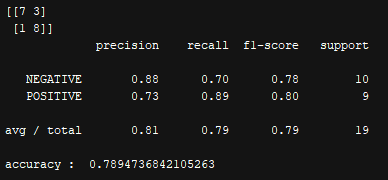 [[7 3]
[1 8]]
precision recall f1-score support
NEGATIVE 0.88 0.70 0.78 10
POSITIVE 0.73 0.89 0.80 9
avg / total 0.81 0.79 0.79 19
accuracy : 0.7894736842105263